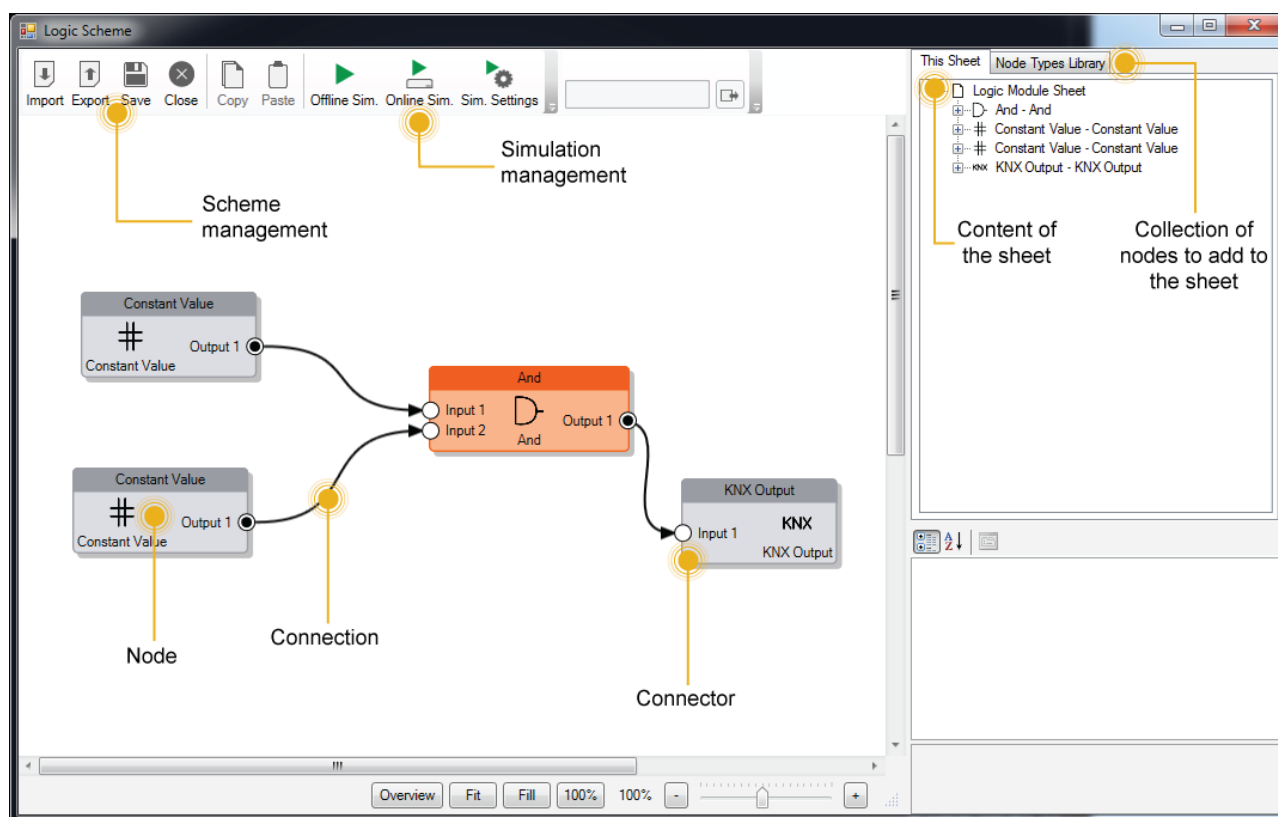 Logic Scheme
Import Export Save Close Copy Paste Offline Sim. Online Sim. Sim. Settings
This Sheet Node Types Library
Logic Module Sheet
And - And
Constant Value - Constant Value
Constant Value - Constant Value
KNX KNX Output - KNX Output
Simulation
management
Scheme
management
Content of
the sheet
Collection of
nodes to add to
the sheet
Constant Value
Output 1
Constant Value
And
Input 1
Input 2
Output 1
And
Constant Value
Output 1
Constant Value
KNX Output
KNX
Input 1
KNX Output
Node
Connection
Connector
Overview Fit Fill 100% 100% - +